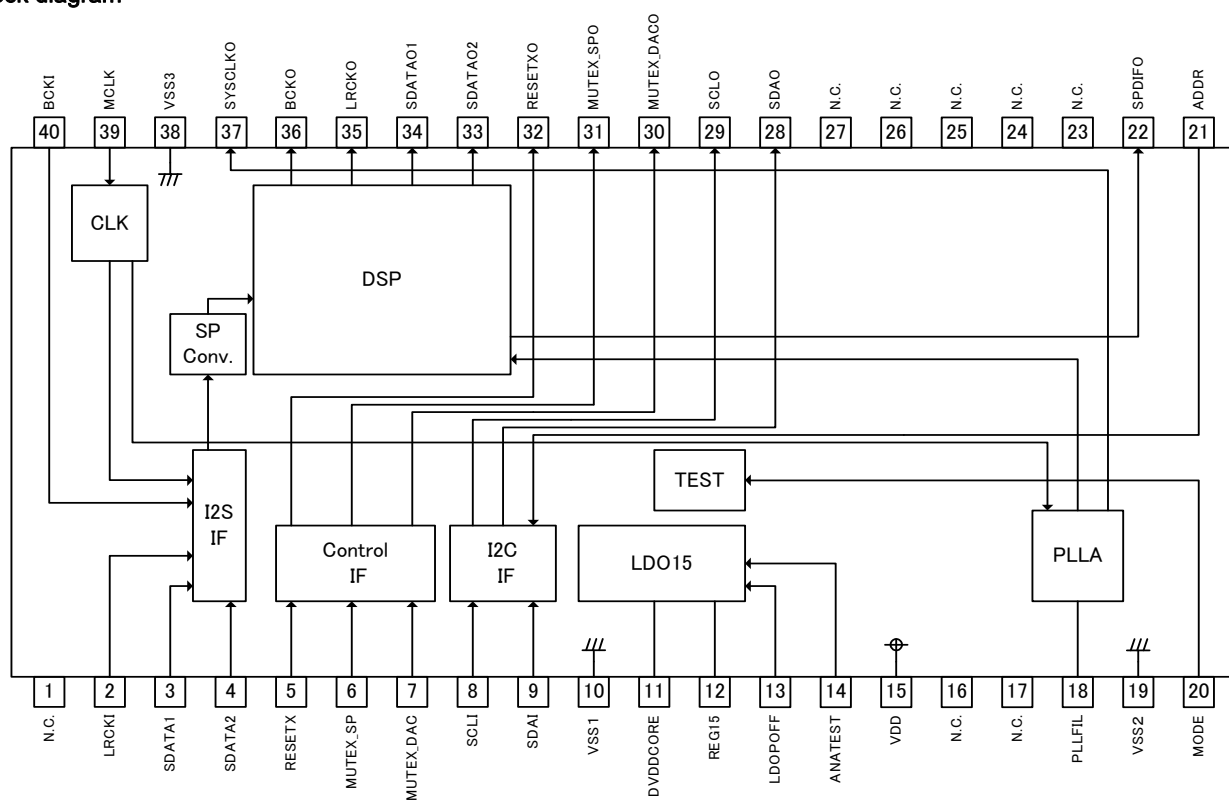 BCKI
MCLK
VSS3
SYSCLKO
BCKO
LRCKO
SDATAO1
SDATAO2
RESETXO
MUTEX_SPO
MUTEX_DACO
SCLO
SDAO
N.C.
N.C.
N.C.
N.C.
N.C.
SPDIFO
ADDR
40
39
38
37
36
35
34
33
32
31
30
29
28
27
26
25
24
23
22
21
CLK
DSP
SP
Conv.
I2S
IF
Control
IF
I2C
IF
TEST
LDO15
PLLA
1
2
3
4
5
6
7
8
9
10
11
12
13
14
15
16
17
18
19
20
N.C.
LRCKI
SDATA1
SDATA2
RESETX
MUTEX_SP
MUTEX_DAC
SCLI
SDAI
VSS1
DVDDCORE
REG15
LDOPOFF
ANATEST
VDD
N.C.
N.C.
PLLFIL
VSS2
MODE